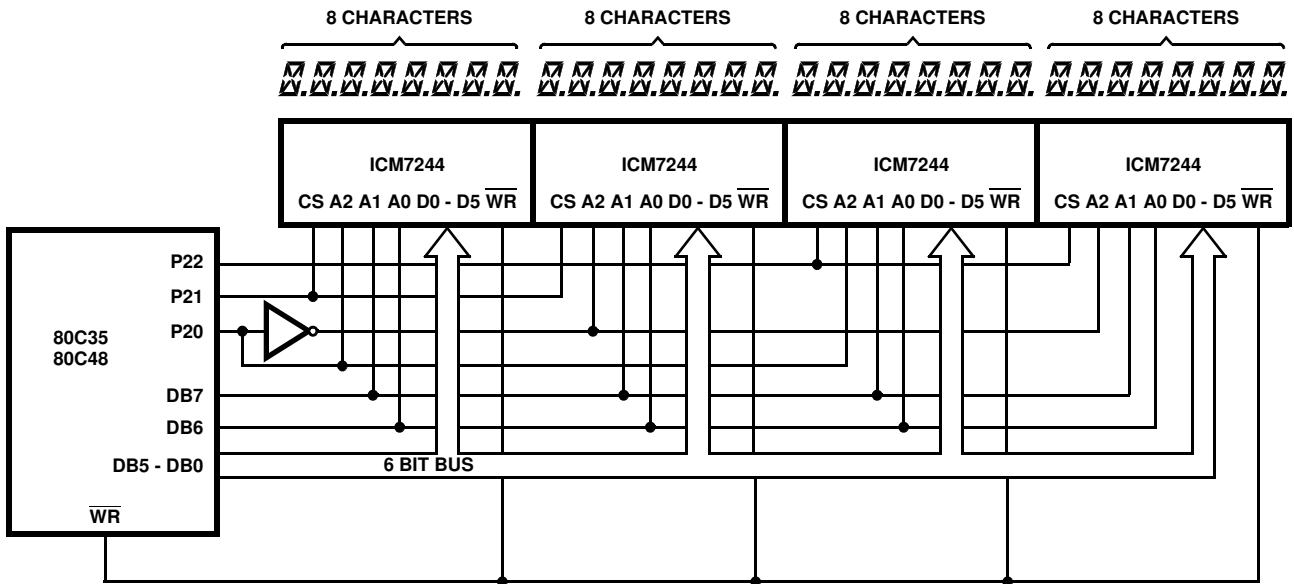 8 CHARACTERS 8 CHARACTERS 8 CHARACTERS 8 CHARACTERS
ICM7244 ICM7244 ICM7244 ICM7244
CS A2 A1 A0 D0 - D5 WR CS A2 A1 A0 D0 - D5 WR CS A2 A1 A0 D0 - D5 WR CS A2 A1 A0 D0 - D5 WR
P22
P21
P20
80C35
80C48
DB7
DB6
DB5 - DB0
6 BIT BUS
WR